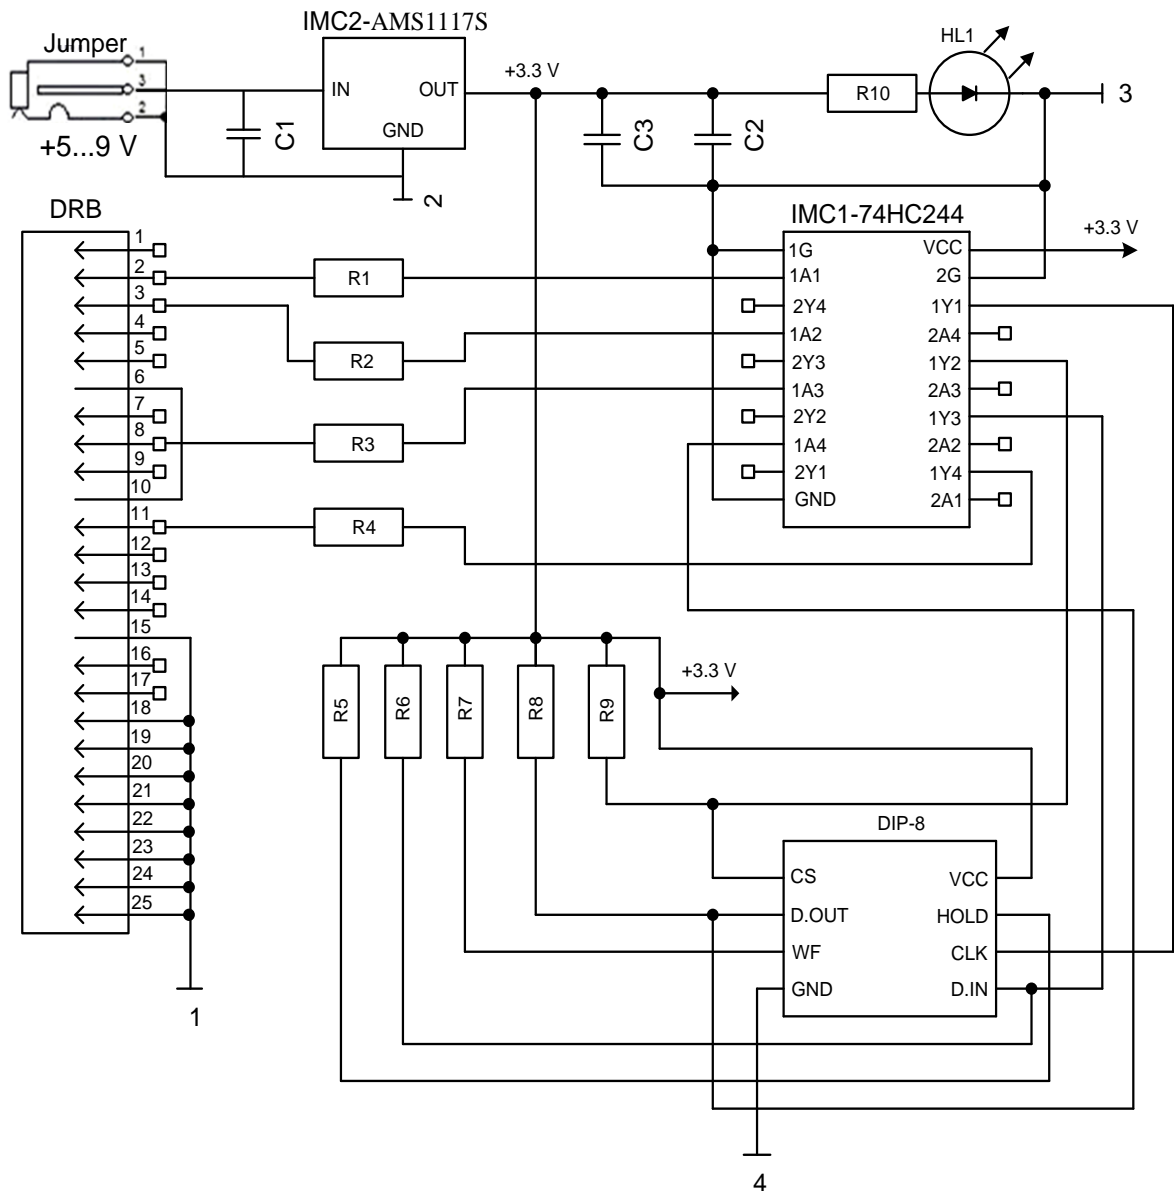 IMC2-AMS1117S
Jumper
1
3
2
+5...9 V
C1
IN
OUT
GND
2
+3.3 V
C3
C2
R10
HL1
3
DRB
1
2
3
4
5
6
7
8
9
10
11
12
13
14
15
16
17
18
19
20
21
22
23
24
25
1
R1
R2
R3
R4
IMC1-74HC244
1G
1A1
2Y4
1A2
2Y3
1A3
2Y2
1A4
2Y1
GND
VCC
2G
1Y1
2A4
1Y2
2A3
1Y3
2A2
1Y4
2A1
+3.3 V
R5
R6
R7
R8
R9
+3.3 V
DIP-8
CS
D.OUT
WF
GND
VCC
HOLD
CLK
D.IN
4